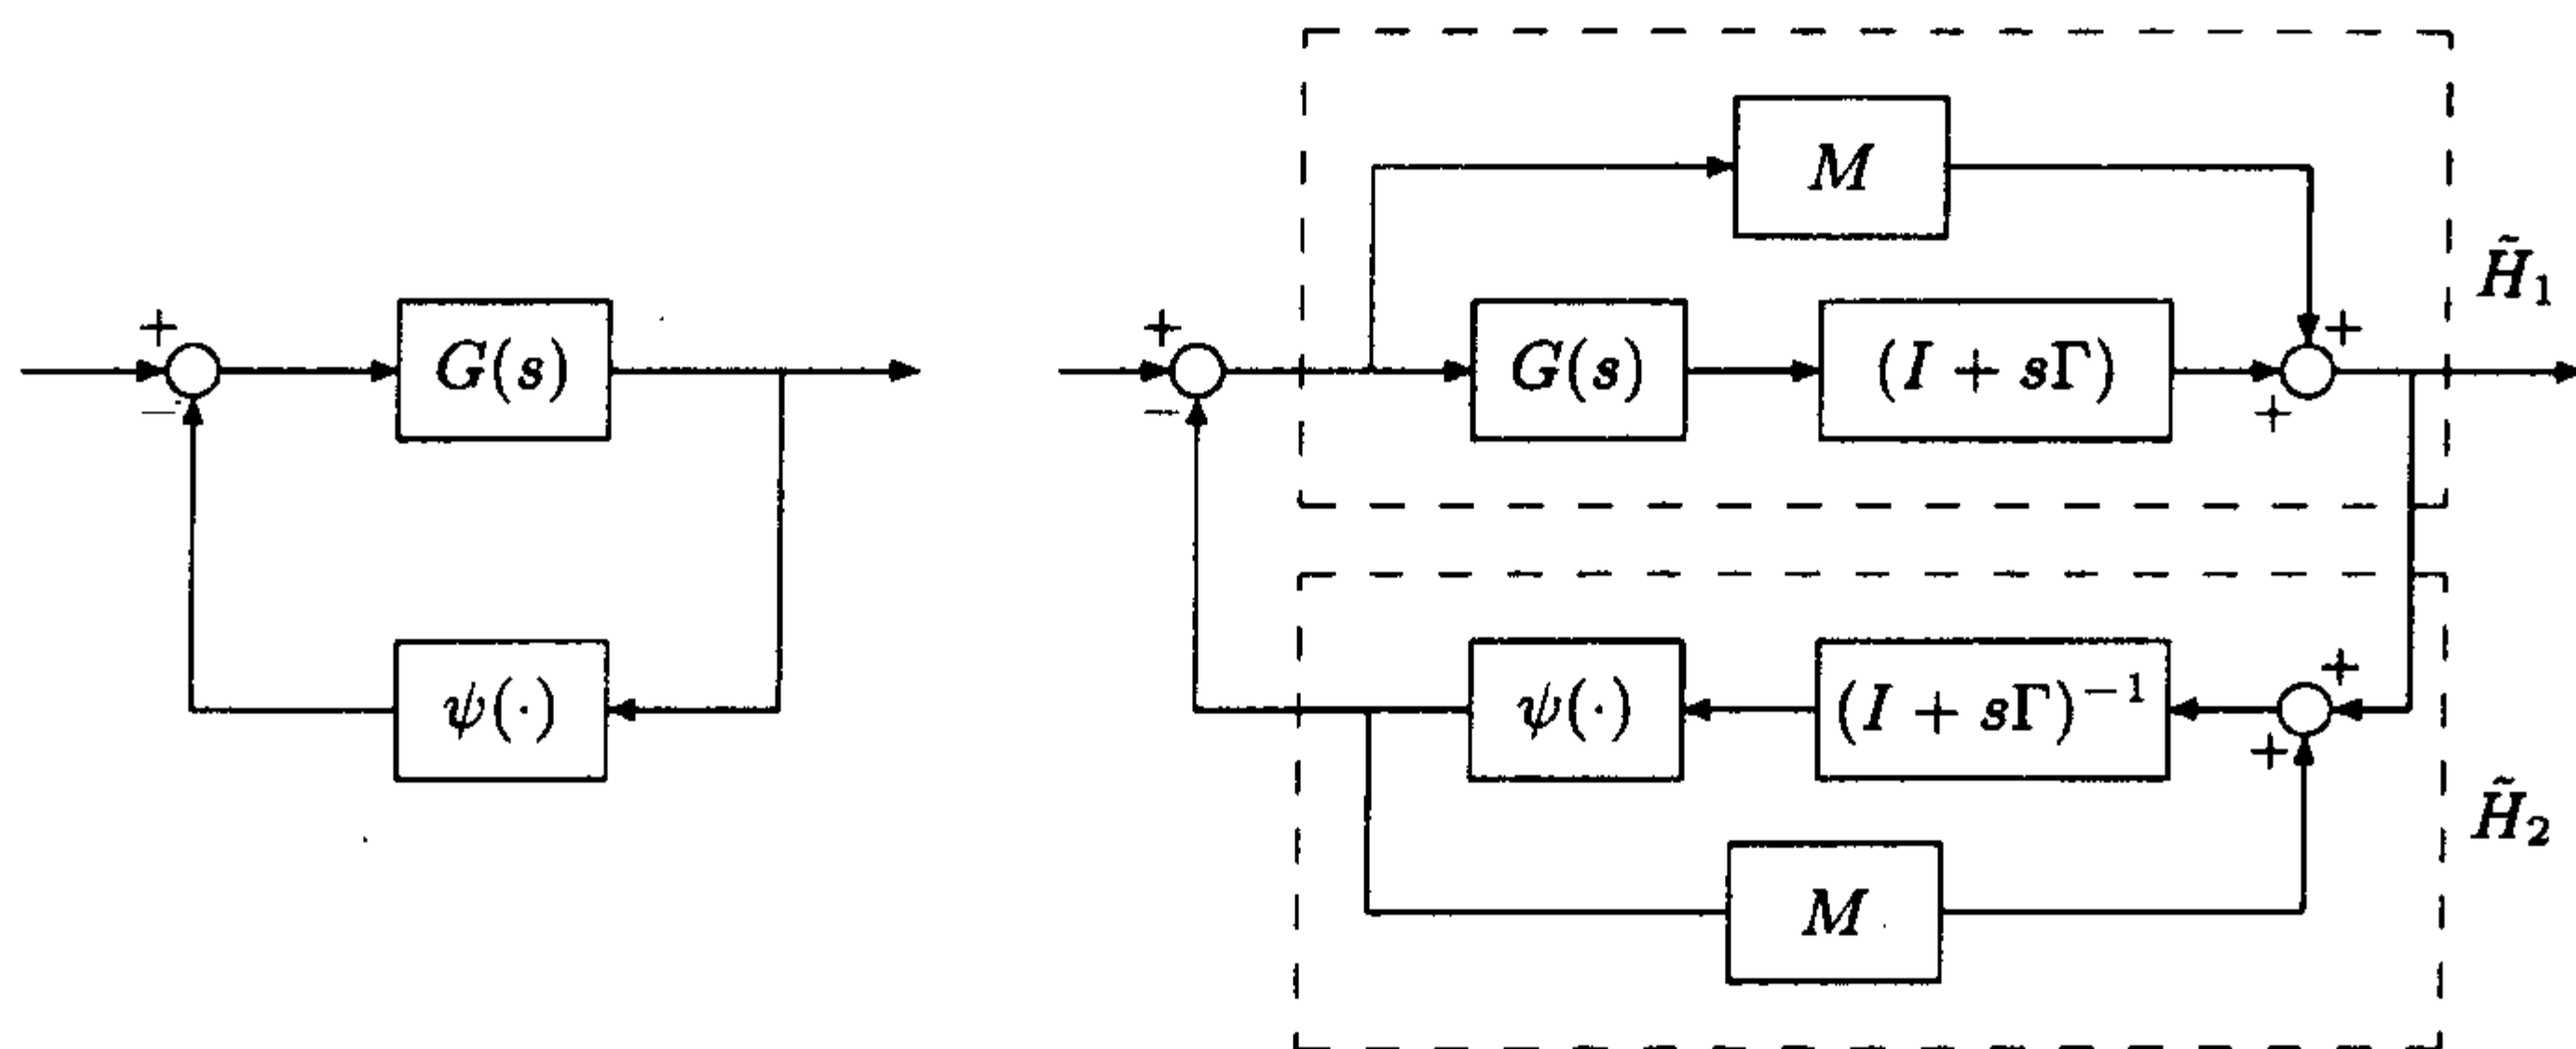 +
−
G(s)
ψ(·)
+
−
M
G(s)
(I + sΓ)
+
+
H̃₁
ψ(·)
(I + sΓ)⁻¹
+
+
M
H̃₂